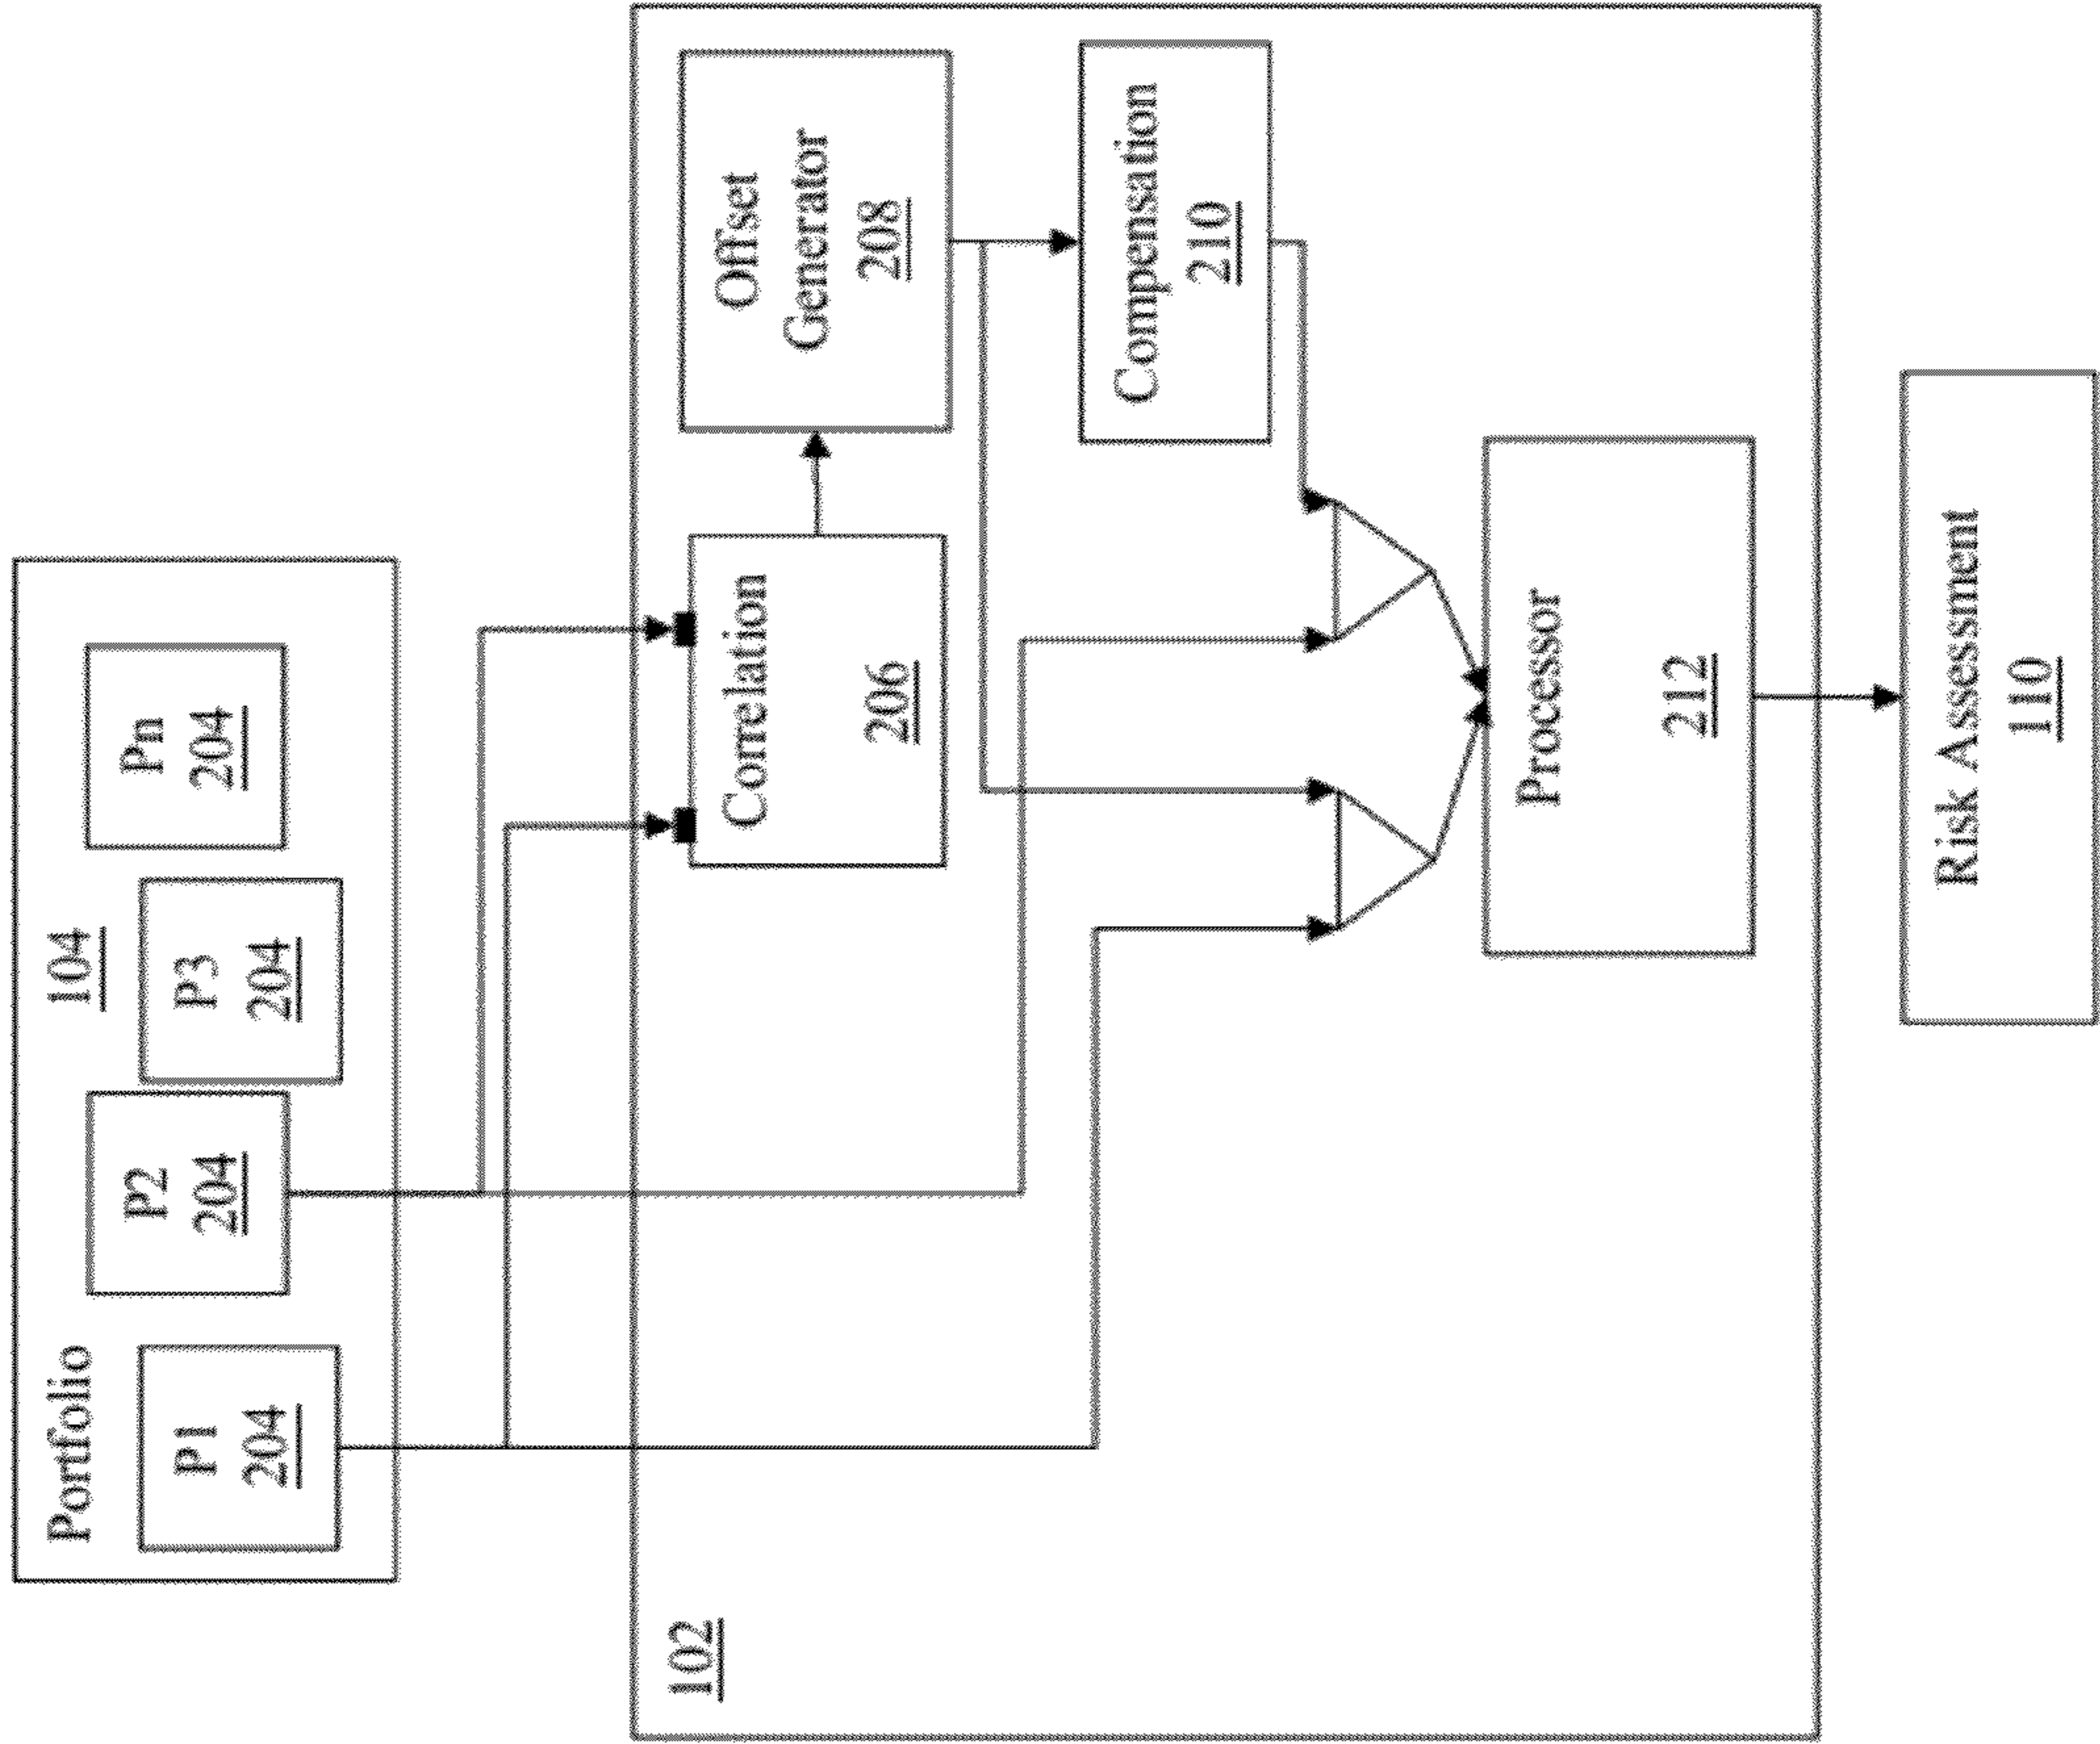 Portfolio 104
P1
204
P2
204
P3
204
Pn
204
102
Correlation
206
Offset
Generator
208
Compensation
210
Processor
212
Risk Assessment
110